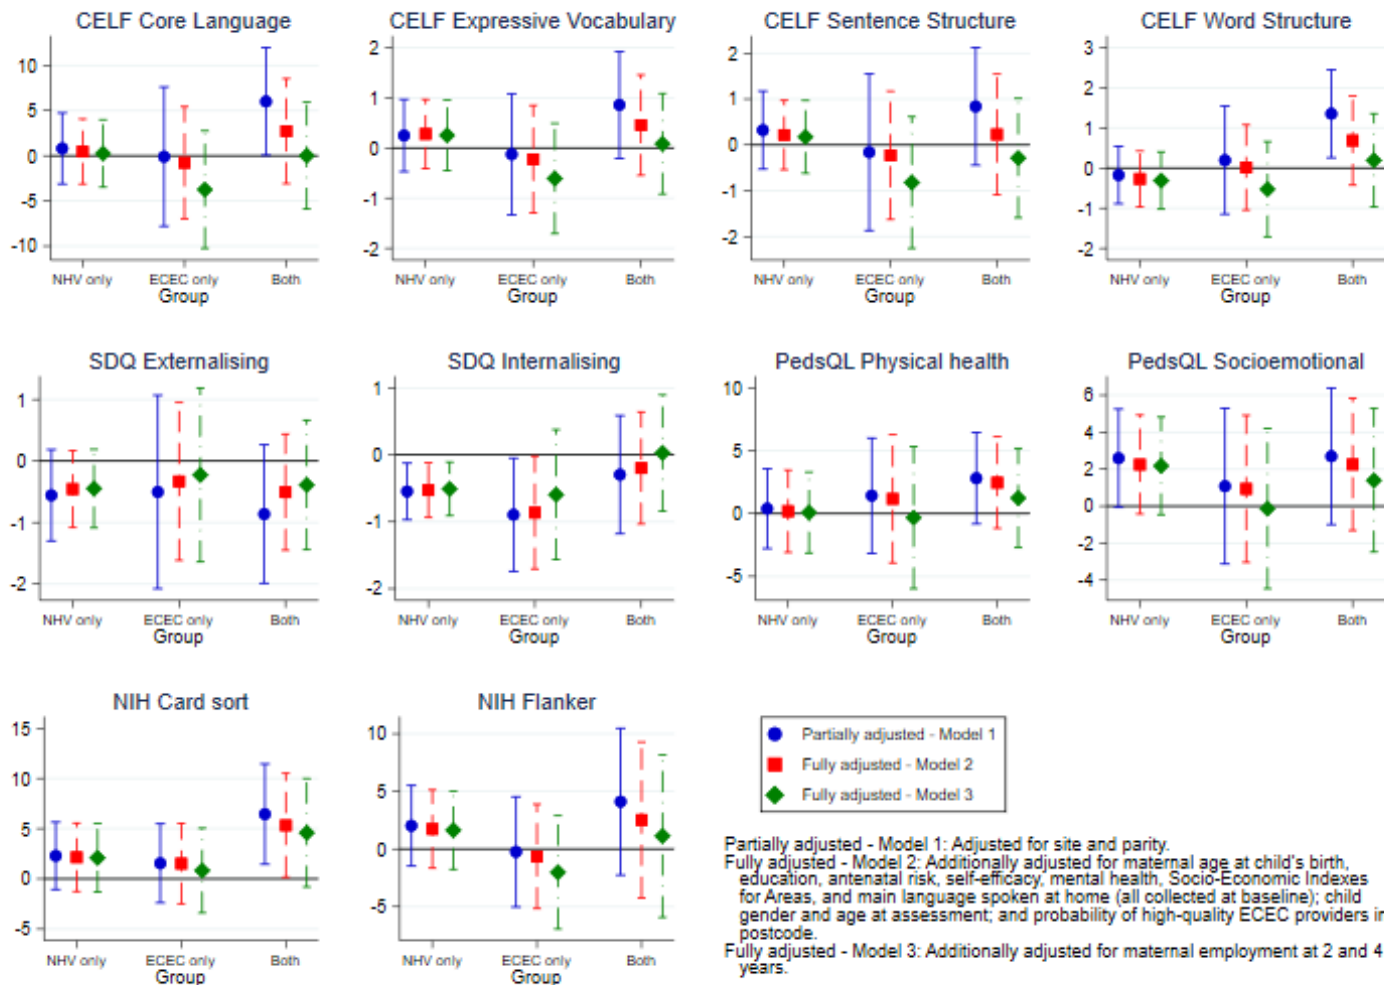 CELF Core Language
10
5
0
-5
-10
NHV only
ECEC only
Both
Group
CELF Expressive Vocabulary
2
1
0
-1
-2
NHV only
ECEC only
Both
Group
CELF Sentence Structure
2
1
0
-1
-2
NHV only
ECEC only
Both
Group
CELF Word Structure
3
2
1
0
-1
-2
NHV only
ECEC only
Both
Group
SDQ Externalising
1
0
-1
-2
NHV only
ECEC only
Both
Group
SDQ Internalising
1
0
-1
-2
NHV only
ECEC only
Both
Group
PedsQL Physical health
10
5
0
-5
NHV only
ECEC only
Both
Group
PedsQL Socioemotional
6
4
2
0
-2
-4
NHV only
ECEC only
Both
Group
NIH Card sort
15
10
5
0
-5
NHV only
ECEC only
Both
Group
NIH Flanker
10
5
0
-5
NHV only
ECEC only
Both
Group
Partially adjusted - Model 1
Fully adjusted - Model 2
Fully adjusted - Model 3
Partially adjusted - Model 1: Adjusted for site and parity.
Fully adjusted - Model 2: Additionally adjusted for maternal age at child's birth,
education, antenatal risk, self-efficacy, mental health, Socio-Economic Indexes
for Areas, and main language spoken at home (all collected at baseline); child
gender and age at assessment; and probability of high-quality ECEC providers in
postcode.
Fully adjusted - Model 3: Additionally adjusted for maternal employment at 2 and 4
years.